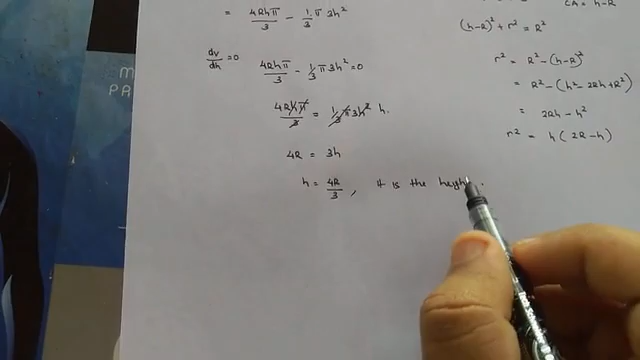 = 4Rhπ/3 - 1/3 π 3h²
dv/dh = 0
4Rhπ/3 - 1/3 π 3h² = 0
4Rhπ/3 = 1/3 π 3h² h.
4R = 3h
h = 4R/3, it is the height.
CA = h-R
(h-R)² + r² = R²
r² = R² - (h-R)²
= R² - (h² - 2Rh + R²)
= 2Rh - h²
r² = h(2R-h)